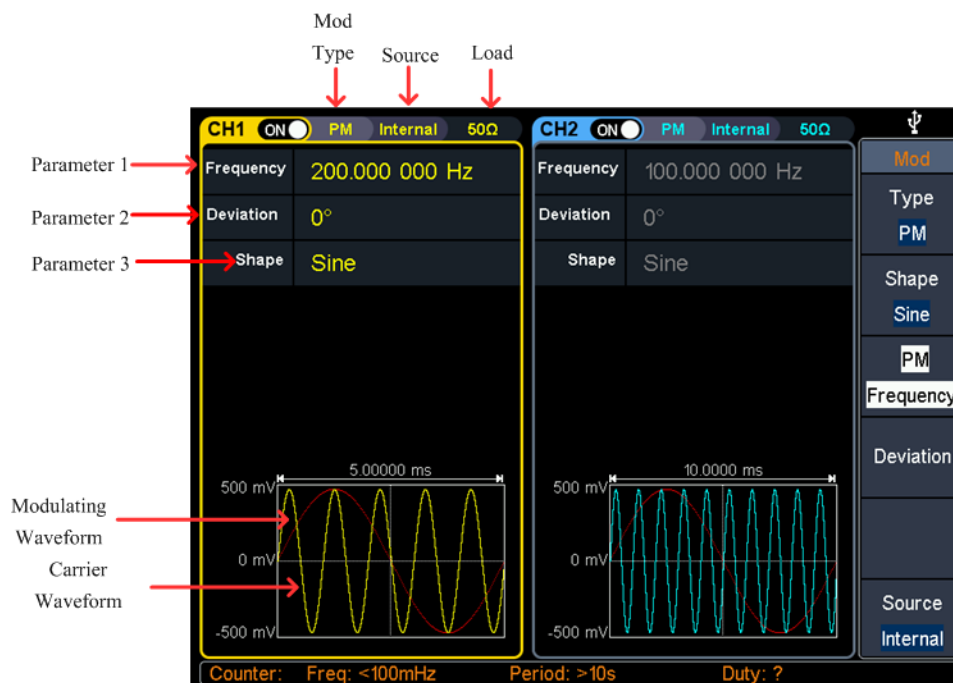 Mod
Type
Source
Load
CH1 ON PM Internal 50Ω
CH2 ON PM Internal 50Ω
Parameter 1
Frequency 200.000 000 Hz
Frequency 100.000 000 Hz
Mod
Parameter 2
Deviation 0°
Deviation 0°
Type
PM
Parameter 3
Shape Sine
Shape Sine
Shape
Sine
PM
Frequency
Deviation
5.00000 ms
10.0000 ms
500 mV
500 mV
Modulating
Waveform
0 mV
0 mV
Carrier
Waveform
-500 mV
-500 mV
Source
Internal
Counter: Freq: <100mHz Period: >10s Duty: ?